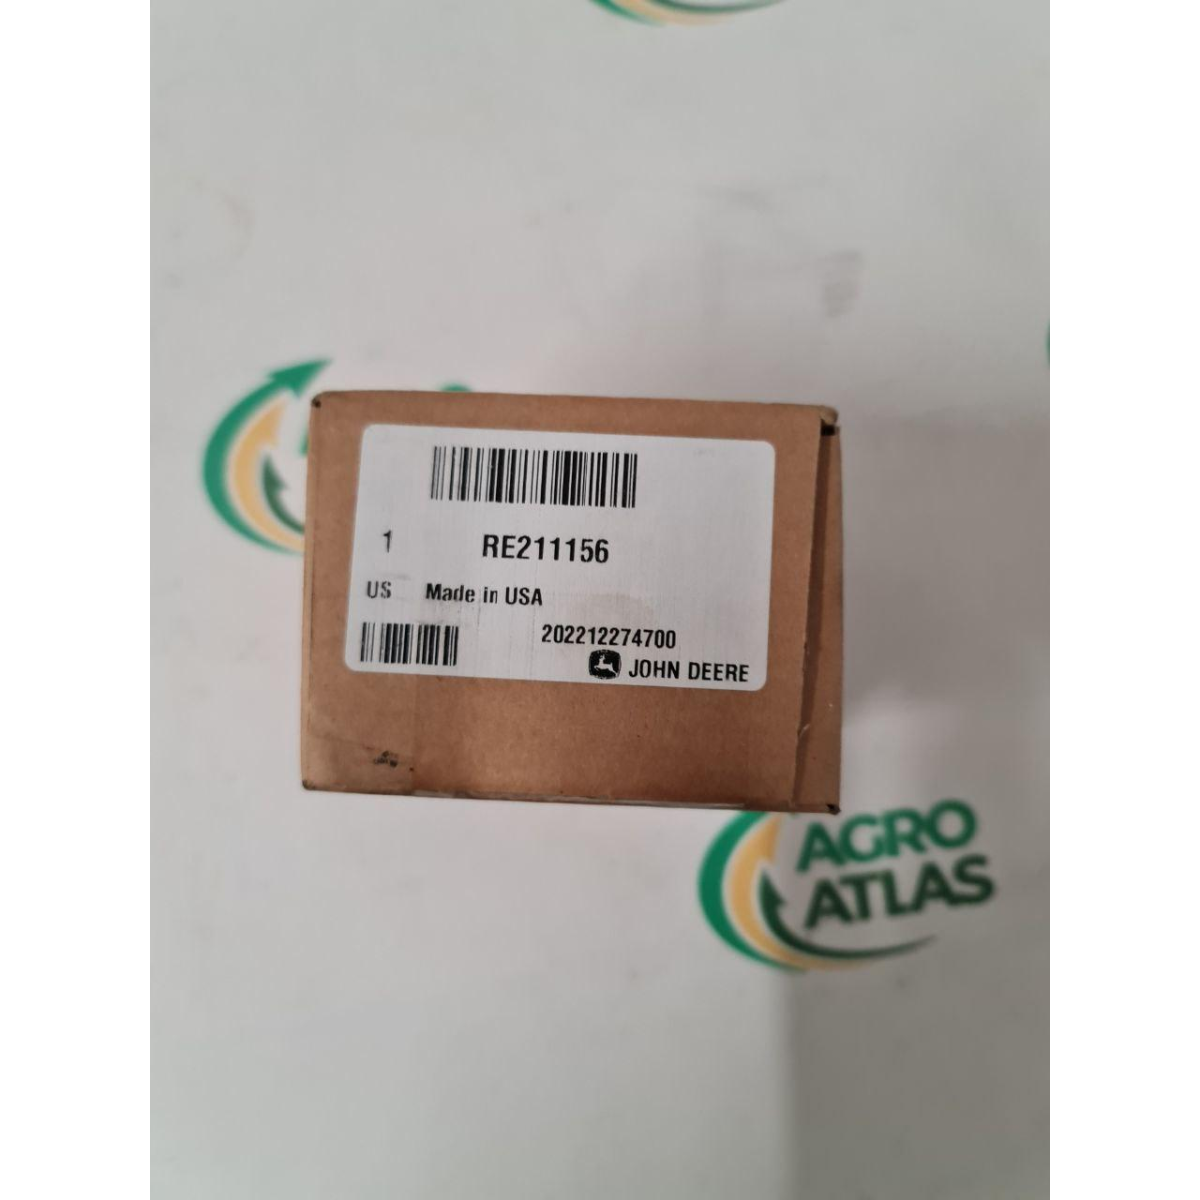 1 RE211156
US Made in USA
202212274700
JOHN DEERE
AGRO
ATLAS